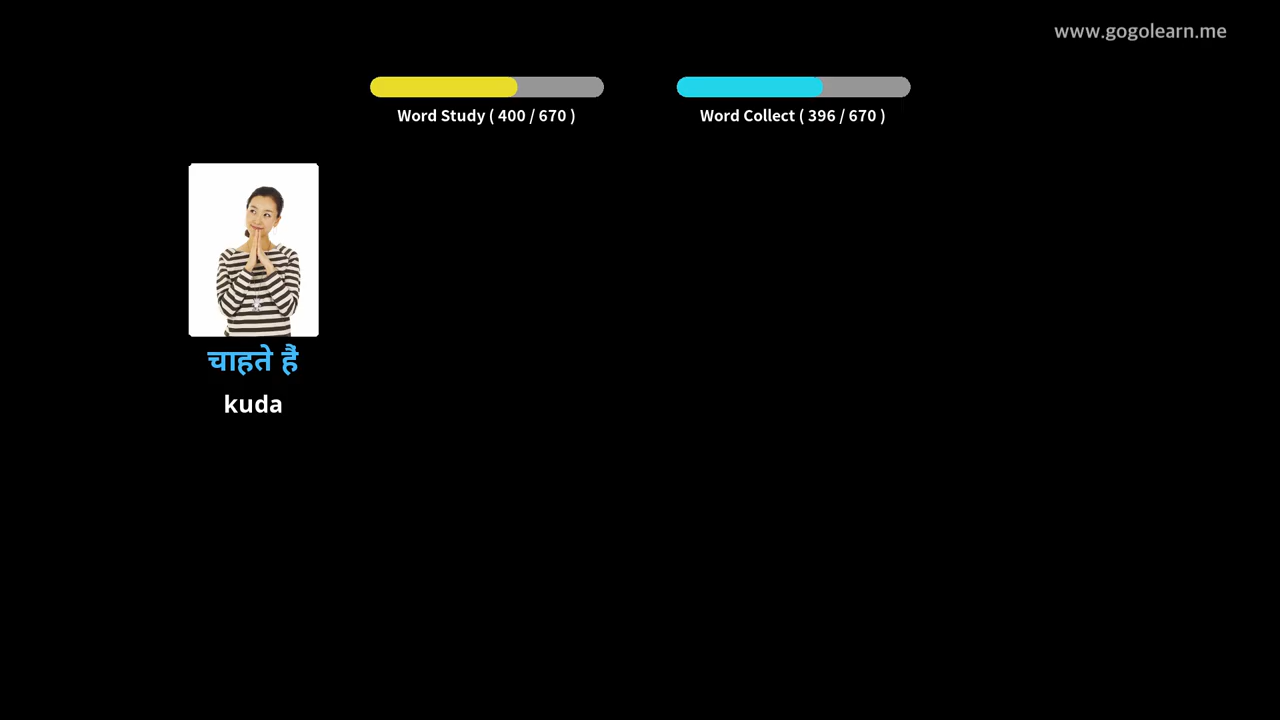 www.gogolearn.me
Word Study ( 400 / 670 )
Word Collect ( 396 / 670 )
चाहते हैं
kuda